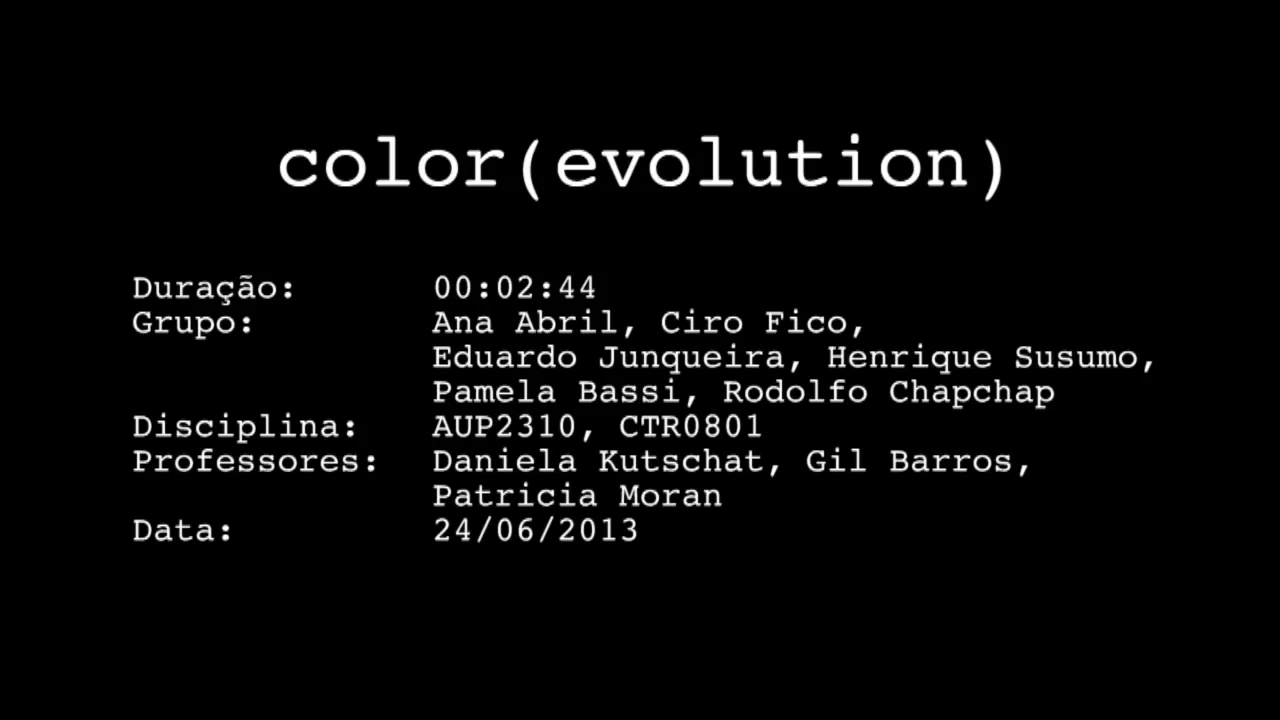 color(evolution)
Duração: 00:02:44
Grupo: Ana Abril, Ciro Fico,
Eduardo Junqueira, Henrique Susumo,
Pamela Bassi, Rodolfo Chapchap
Disciplina: AUP2310, CTR0801
Professores: Daniela Kutschat, Gil Barros,
Patricia Moran
Data: 24/06/2013